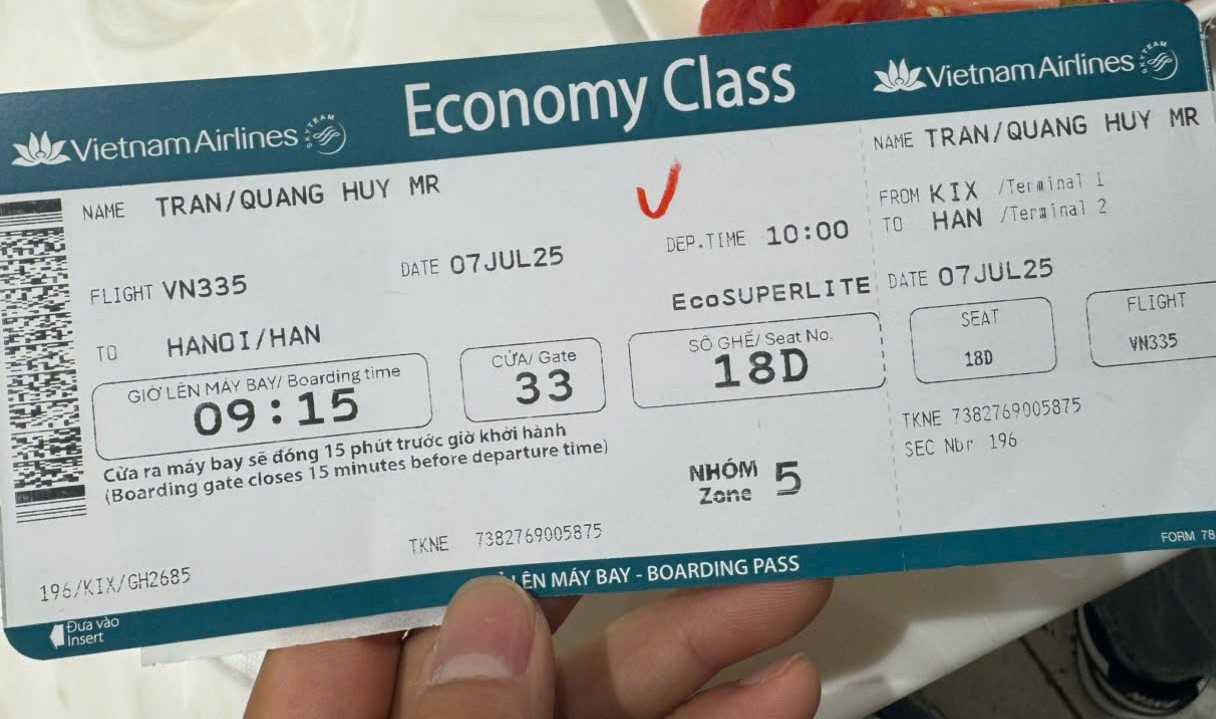 Economy Class
Vietnam Airlines SKYTEAM
NAME TRAN/QUANG HUY MR
FLIGHT VN335 DATE 07JUL25 DEP.TIME 10:00
EcoSUPERLITE
TO HANOI/HAN
GIỜ LÊN MÁY BAY/ Boarding time
09:15
CỬA/ Gate
33
SỐ GHẾ/ Seat No.
18D
Cửa ra máy bay sẽ đóng 15 phút trước giờ khởi hành
(Boarding gate closes 15 minutes before departure time)
NHÓM
Zone 5
TKNE 7382769005875
196/KIX/GH2685
LÊN MÁY BAY - BOARDING PASS
Đưa vào
Insert
Vietnam Airlines SKYTEAM
NAME TRAN/QUANG HUY MR
FROM KIX /Terminal 1
TO HAN /Terminal 2
DATE 07JUL25
SEAT
18D
FLIGHT
VN335
TKNE 7382769005875
SEC Nbr 196
FORM 78